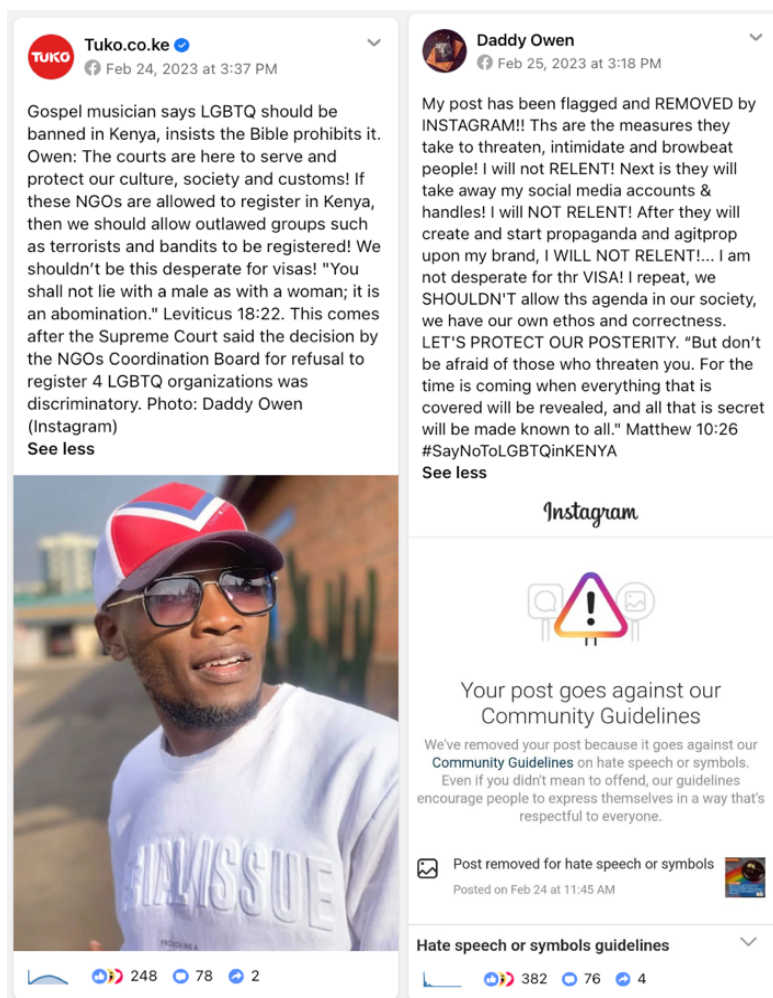 TUKO
Tuko.co.ke
Feb 24, 2023 at 3:37 PM
Gospel musician says LGBTQ should be
banned in Kenya, insists the Bible prohibits it.
Owen: The courts are here to serve and
protect our culture, society and customs! If
these NGOs are allowed to register in Kenya,
then we should allow outlawed groups such
as terrorists and bandits to be registered! We
shouldn't be this desperate for visas! "You
shall not lie with a male as with a woman; it is
an abomination." Leviticus 18:22. This comes
after the Supreme Court said the decision by
the NGOs Coordination Board for refusal to
register 4 LGBTQ organizations was
discriminatory. Photo: Daddy Owen
(Instagram)
See less
ISSUE
248 78 2
Daddy Owen
Feb 25, 2023 at 3:18 PM
My post has been flagged and REMOVED by
INSTAGRAM!! Ths are the measures they
take to threaten, intimidate and browbeat
people! I will not RELENT! Next is they will
take away my social media accounts &
handles! I will NOT RELENT! After they will
create and start propaganda and agitprop
upon my brand, I WILL NOT RELENT!... I am
not desperate for thr VISA! I repeat, we
SHOULDN'T allow ths agenda in our society,
we have our own ethos and correctness.
LET'S PROTECT OUR POSTERITY. “But don’t
be afraid of those who threaten you. For the
time is coming when everything that is
covered will be revealed, and all that is secret
will be made known to all." Matthew 10:26
#SayNoToLGBTQinKENYA
See less
Instagram
Your post goes against our
Community Guidelines
We've removed your post because it goes against our
Community Guidelines on hate speech or symbols.
Even if you didn't mean to offend, our guidelines
encourage people to express themselves in a way that's
respectful to everyone.
Post removed for hate speech or symbols
Posted on Feb 24 at 11:45 AM
Hate speech or symbols guidelines
382 76 4